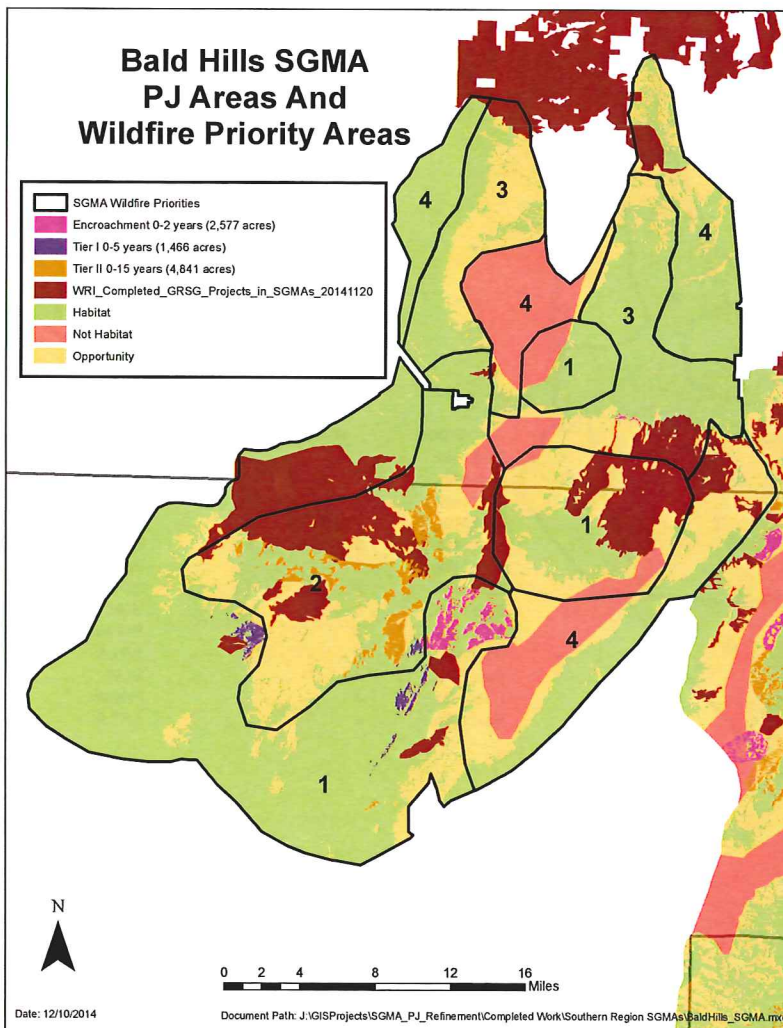 Bald Hills SGMA
PJ Areas And
Wildfire Priority Areas
SGMA Wildfire Priorities
Encroachment 0-2 years (2,577 acres)
Tier I 0-5 years (1,466 acres)
Tier II 0-15 years (4,841 acres)
WRI_Completed_GRSG_Projects_in_SGMAs_20141120
Habitat
Not Habitat
Opportunity
4
3
4
4
3
1
1
2
4
1
N
0 2 4 8 12 16
Miles
Date: 12/10/2014
Document Path: J:\GISProjects\SGMA_PJ_Refinement\Completed Work\Southern Region SGMAs\BaldHills_SGMA.mx